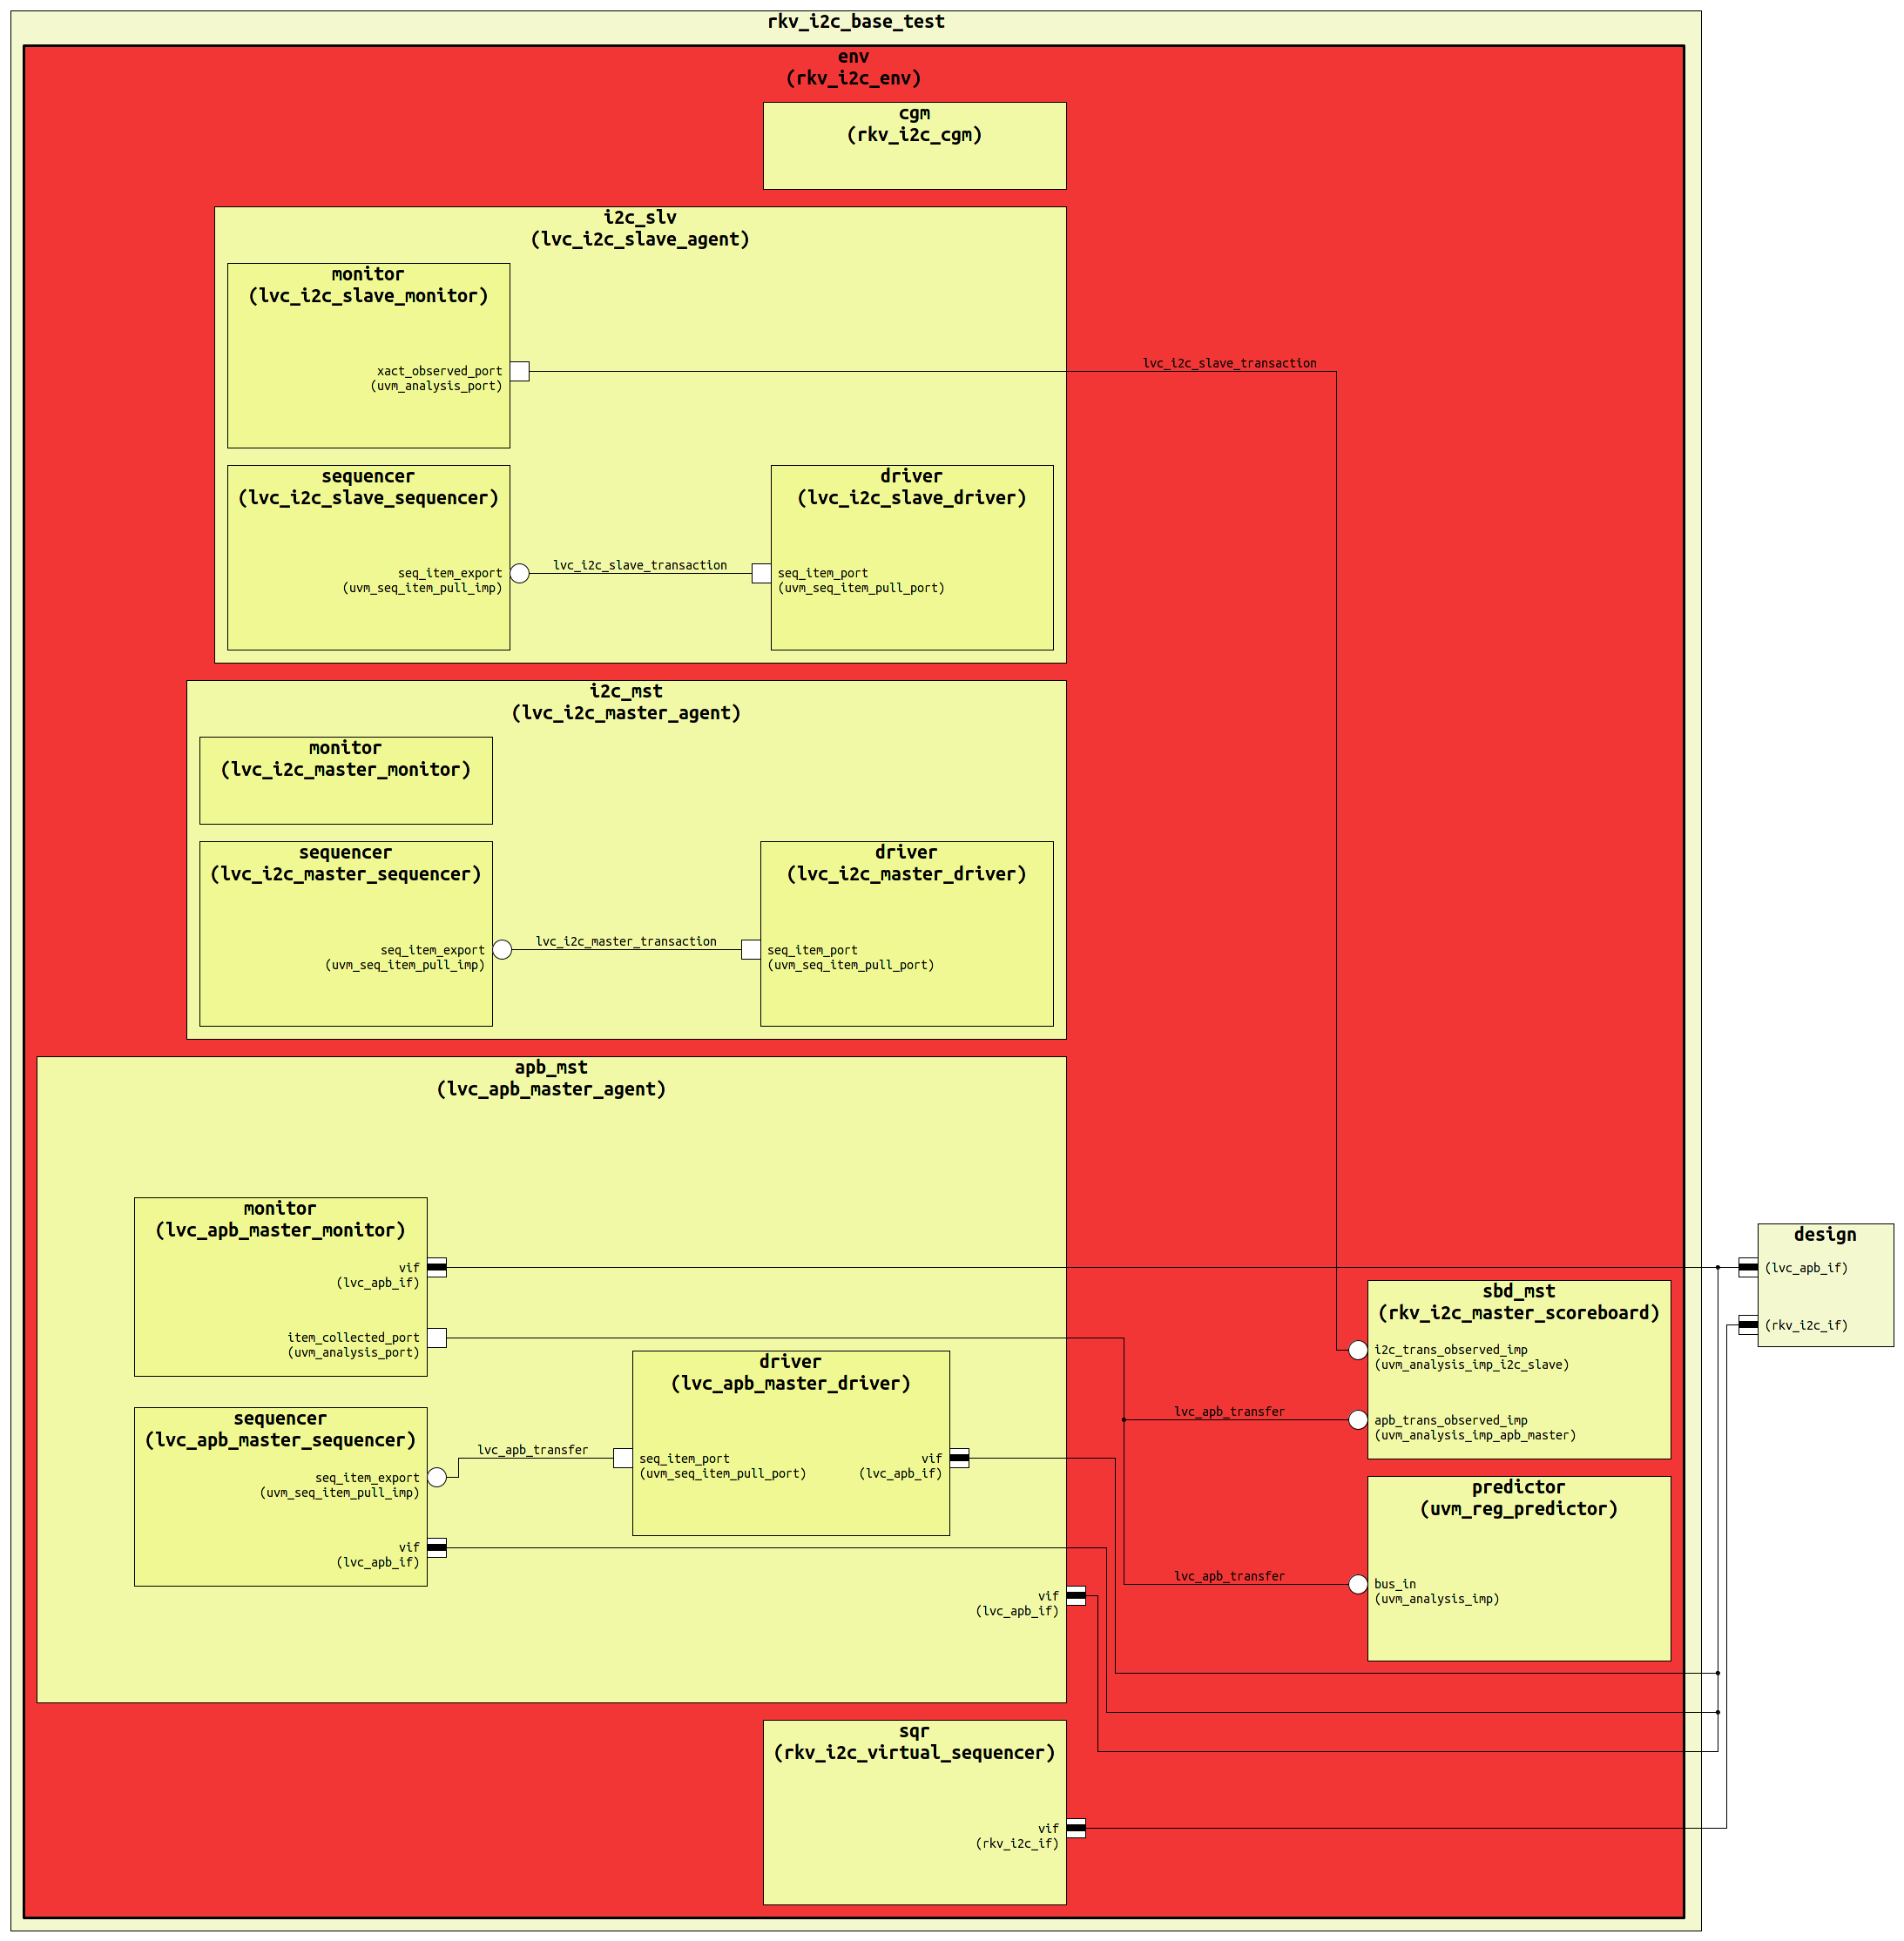 rkv_i2c_base_test
env
(rkv_i2c_env)
cgm
(rkv_i2c_cgm)
i2c_slv
(lvc_i2c_slave_agent)
monitor
(lvc_i2c_slave_monitor)
xact_observed_port
(uvm_analysis_port)
lvc_i2c_slave_transaction
sequencer
(lvc_i2c_slave_sequencer)
seq_item_export
(uvm_seq_item_pull_imp)
lvc_i2c_slave_transaction
driver
(lvc_i2c_slave_driver)
seq_item_port
(uvm_seq_item_pull_port)
i2c_mst
(lvc_i2c_master_agent)
monitor
(lvc_i2c_master_monitor)
sequencer
(lvc_i2c_master_sequencer)
seq_item_export
(uvm_seq_item_pull_imp)
lvc_i2c_master_transaction
driver
(lvc_i2c_master_driver)
seq_item_port
(uvm_seq_item_pull_port)
apb_mst
(lvc_apb_master_agent)
monitor
(lvc_apb_master_monitor)
vif
(lvc_apb_if)
item_collected_port
(uvm_analysis_port)
sequencer
(lvc_apb_master_sequencer)
seq_item_export
(uvm_seq_item_pull_imp)
vif
(lvc_apb_if)
lvc_apb_transfer
driver
(lvc_apb_master_driver)
seq_item_port
(uvm_seq_item_pull_port)
vif
(lvc_apb_if)
vif
(lvc_apb_if)
sqr
(rkv_i2c_virtual_sequencer)
vif
(rkv_i2c_if)
sbd_mst
(rkv_i2c_master_scoreboard)
i2c_trans_observed_imp
(uvm_analysis_imp_i2c_slave)
lvc_apb_transfer
apb_trans_observed_imp
(uvm_analysis_imp_apb_master)
predictor
(uvm_reg_predictor)
lvc_apb_transfer
bus_in
(uvm_analysis_imp)
design
(lvc_apb_if)
(rkv_i2c_if)